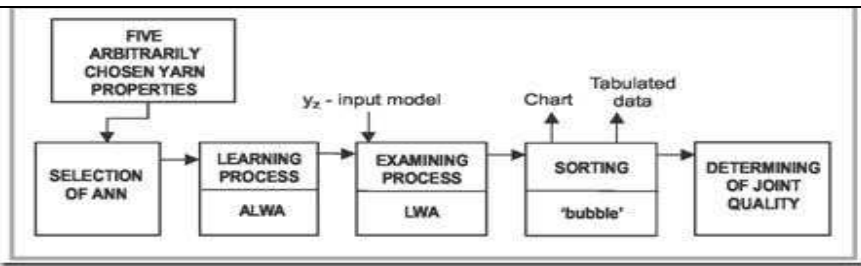 FIVE
ARBITRARILY
CHOSEN YARN
PROPERTIES
y_z - input model
Chart
Tabulated
data
SELECTION
OF ANN
LEARNING
PROCESS
ALWA
EXAMINING
PROCESS
LWA
SORTING
'bubble'
DETERMINING
OF JOINT
QUALITY